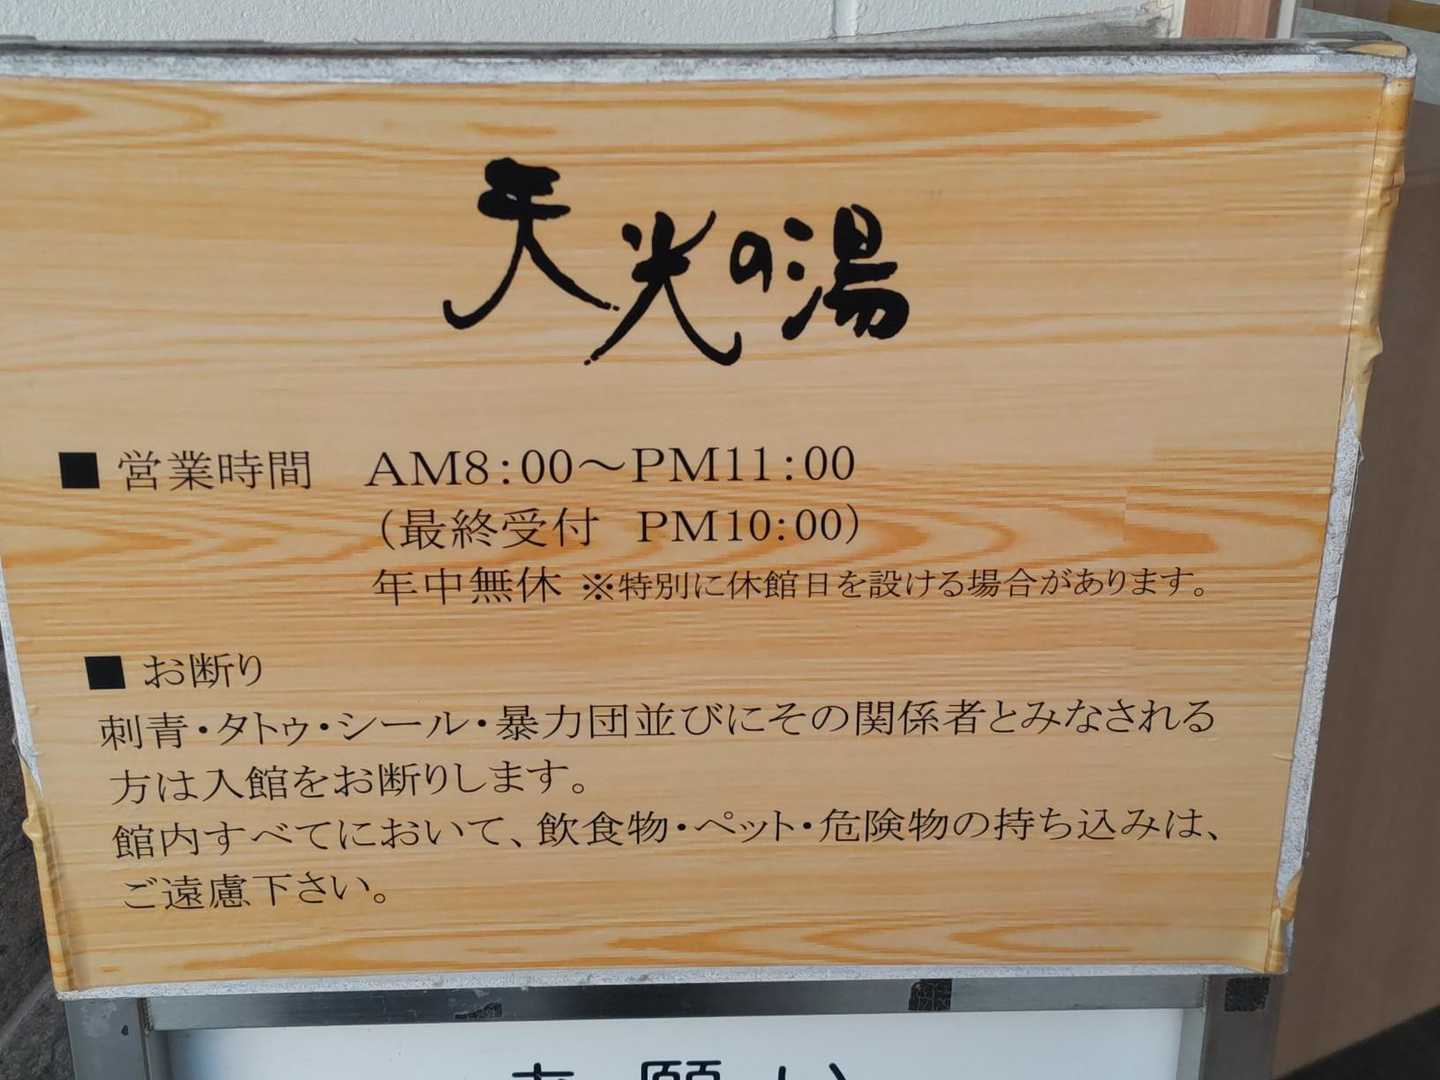 天光の湯
■ 営業時間 AM8:00～PM11:00
(最終受付 PM10:00)
年中無休 ※特別に休館日を設ける場合があります。
■ お断り
刺青・タトゥ・シール・暴力団並びにその関係者とみなされる
方は入館をお断りします。
館内すべてにおいて、飲食物・ペット・危険物の持ち込みは、
ご遠慮下さい。
お願い